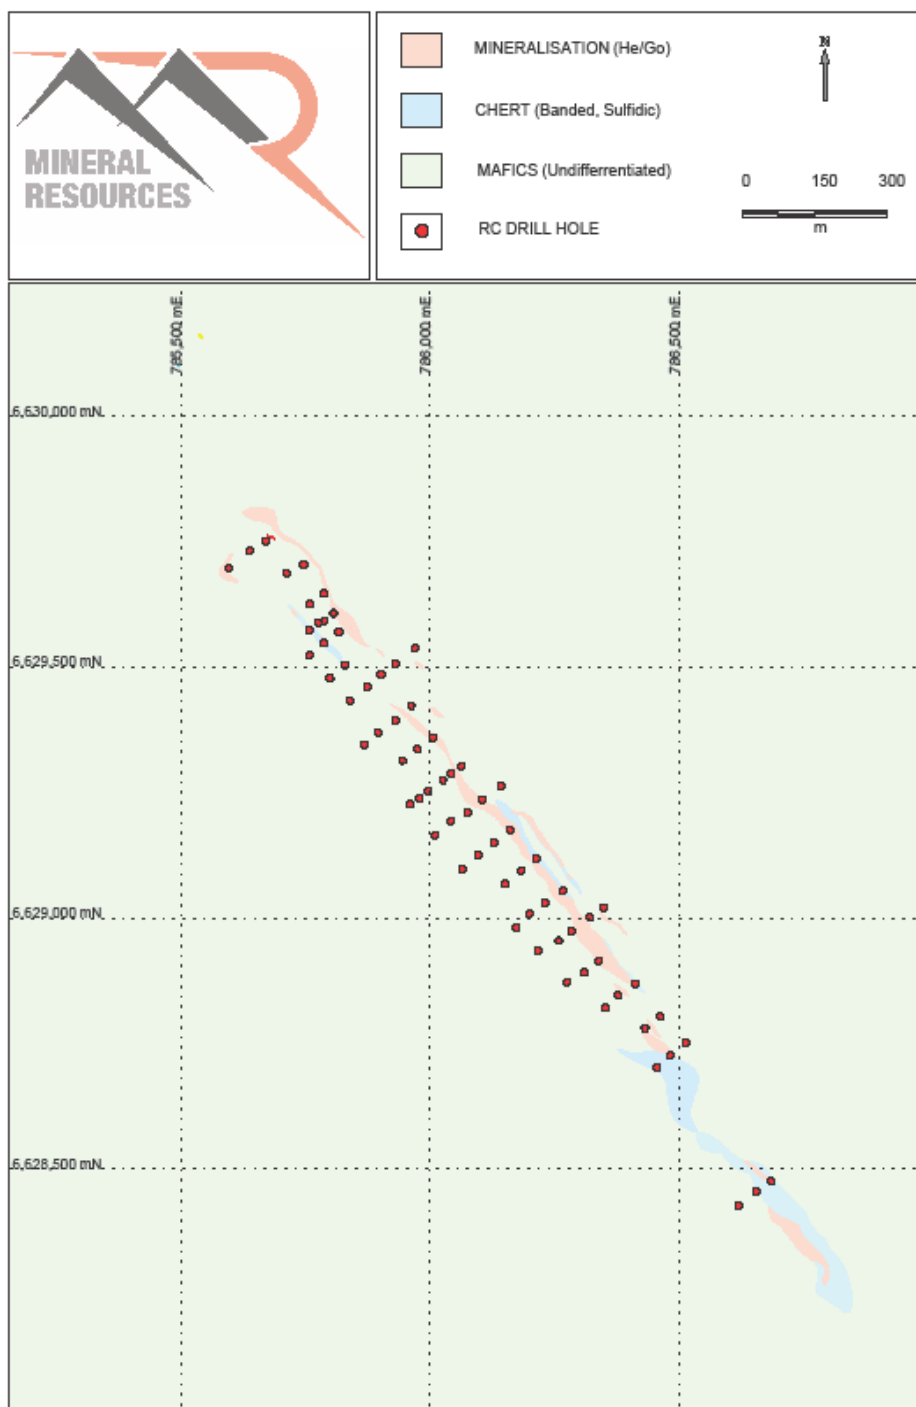 MINERAL
RESOURCES
MINERALISATION (He/Go)
CHERT (Banded, Sulfidic)
MAFICS (Undifferrentiated)
RC DRILL HOLE
N
0 150 300
m
785,500 mE
786,000 mE
786,500 mE
6,630,000 mN
6,629,500 mN
6,629,000 mN
6,628,500 mN